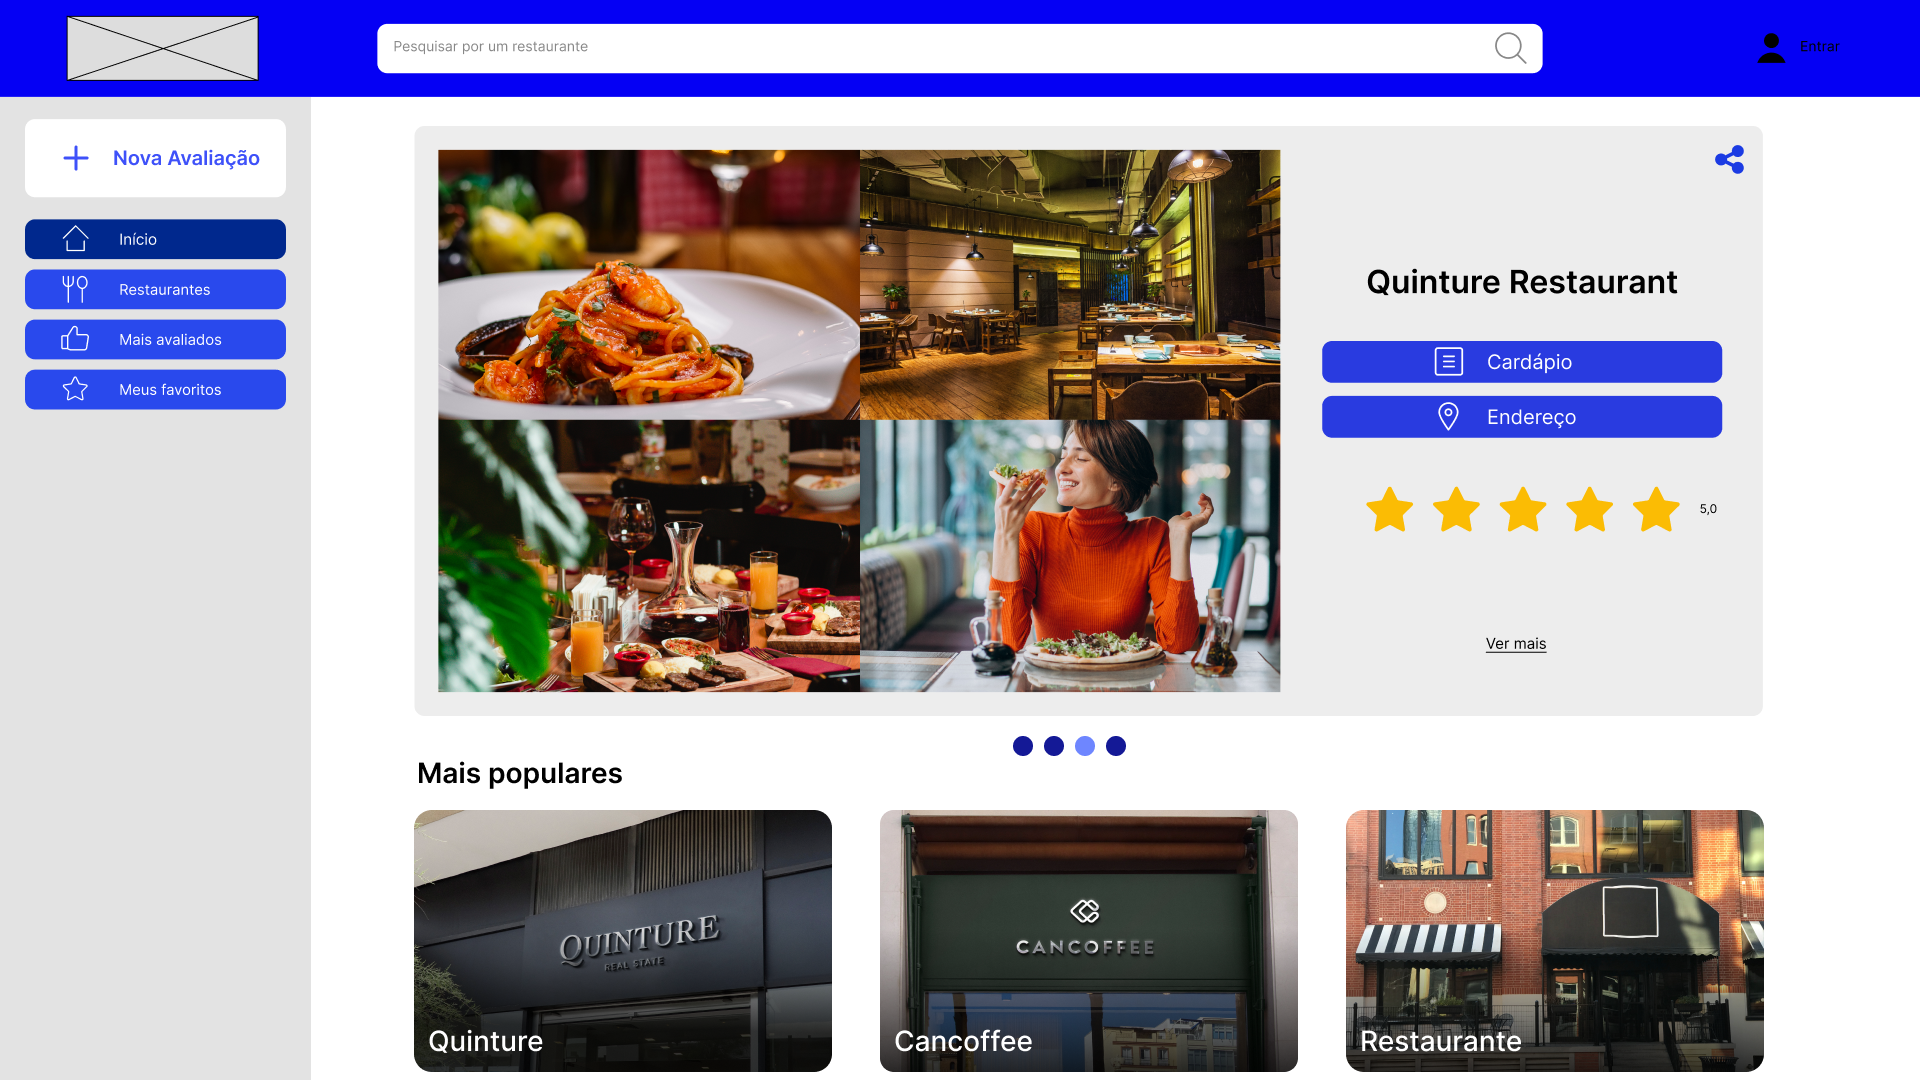 Pesquisar por um restaurante
Entrar
Nova Avaliação
Início
Restaurantes
Mais avaliados
Meus favoritos
Quinture Restaurant
Cardápio
Endereço
5,0
Ver mais
Mais populares
QUINTURE
REAL STATE
Quinture
CANCOFFEE
Cancoffee
Restaurante